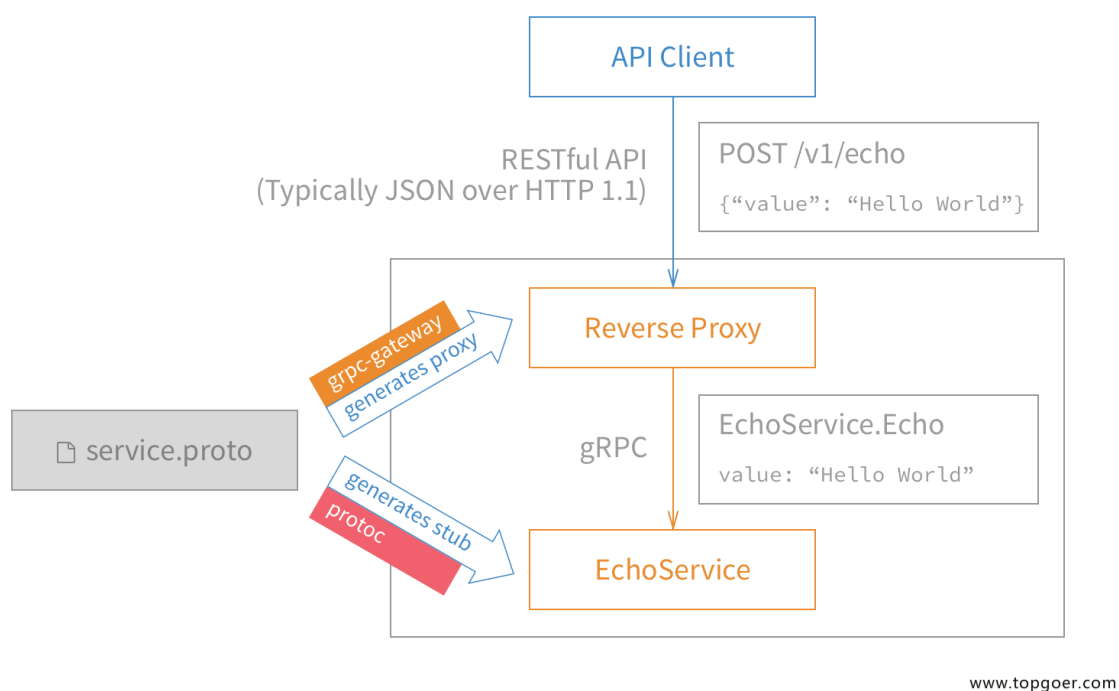 API Client
RESTful API
(Typically JSON over HTTP 1.1)
POST /v1/echo
{“value”: “Hello World”}
grpc-gateway
generates proxy
Reverse Proxy
service.proto
gRPC
EchoService.Echo
value: “Hello World”
generates stub
protoc
EchoService
www.topgoer.com